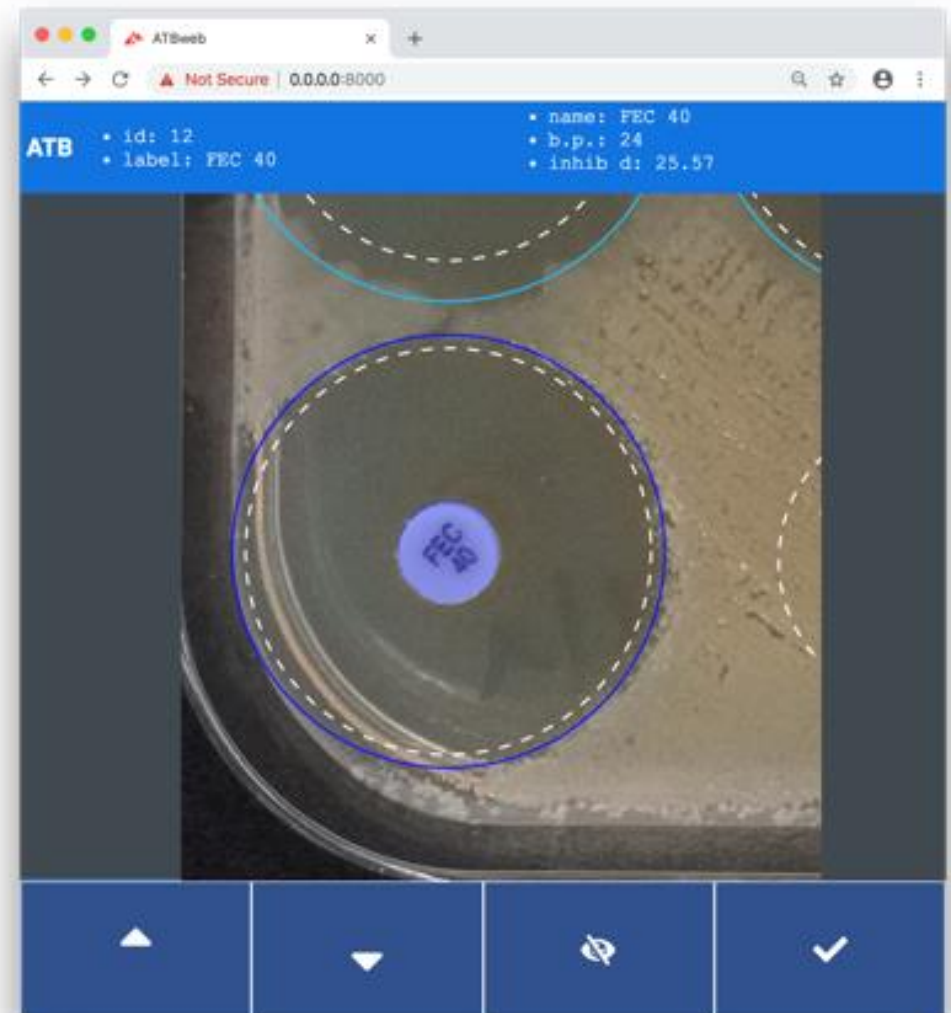 ATBweb
Not Secure | 0.0.0.0:8000
ATB
• id: 12
• label: FEC 40
• name: FEC 40
• b.p.: 24
• inhib d: 25.57
FEC
40